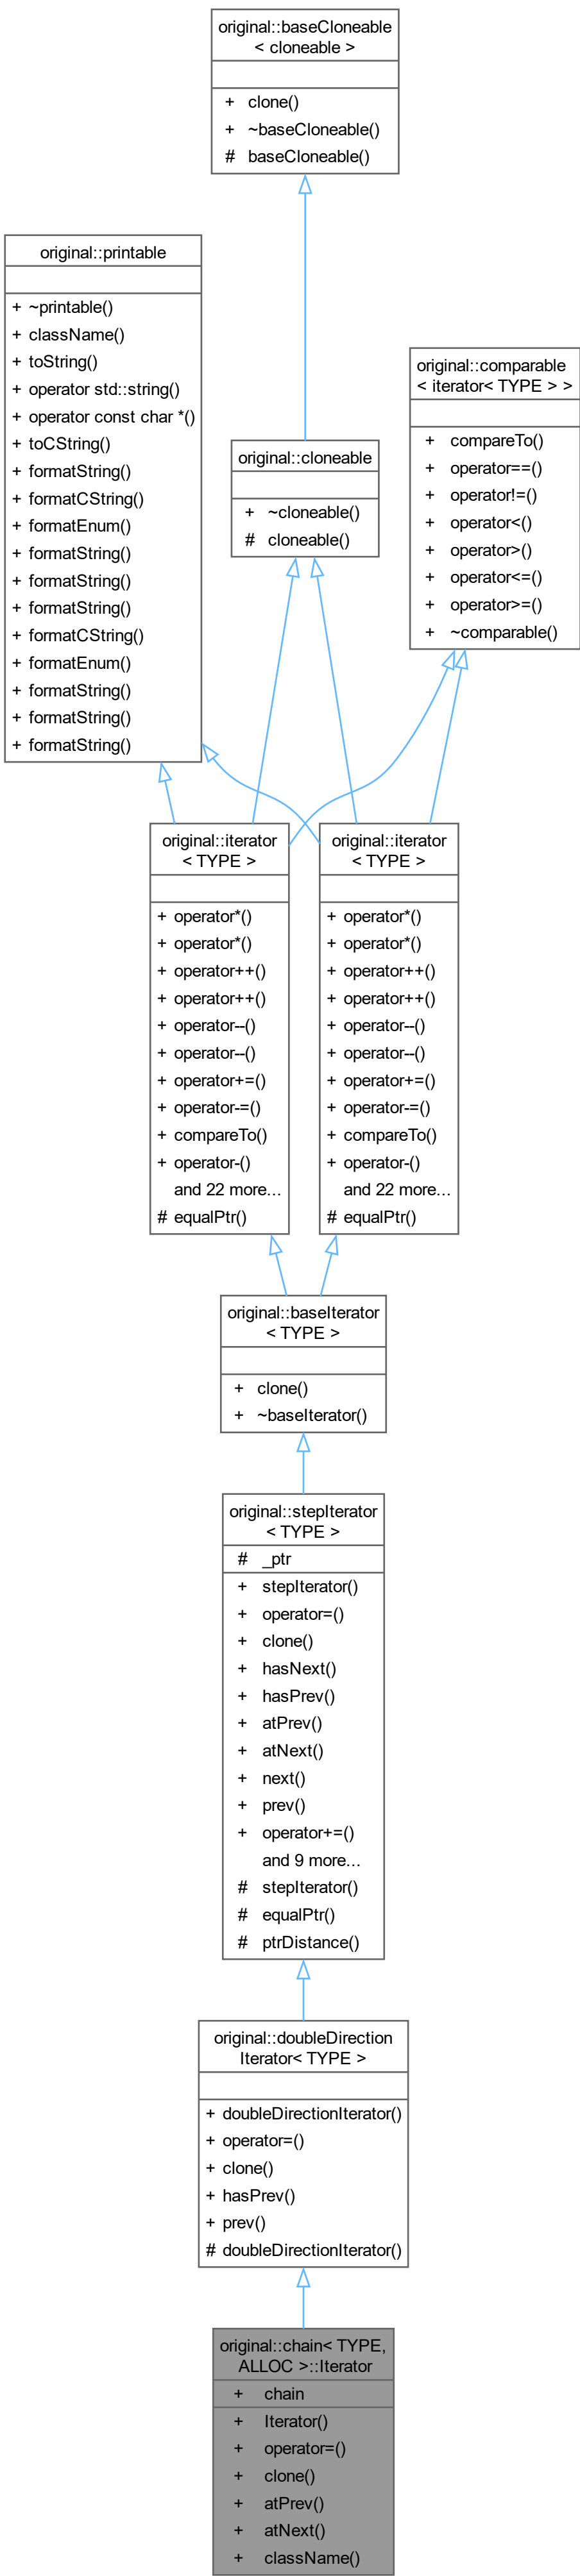 original::baseCloneable
< cloneable >
+ clone()
+ ~baseCloneable()
# baseCloneable()
original::printable
+ ~printable()
+ className()
+ toString()
+ operator std::string()
+ operator const char *()
+ toCString()
+ formatString()
+ formatCString()
+ formatEnum()
+ formatString()
+ formatString()
+ formatString()
+ formatCString()
+ formatEnum()
+ formatString()
+ formatString()
+ formatString()
original::comparable
< iterator< TYPE > >
+ compareTo()
+ operator==()
+ operator!=()
+ operator<()
+ operator>()
+ operator<=()
+ operator>=()
+ ~comparable()
original::cloneable
+ ~cloneable()
# cloneable()
original::iterator
< TYPE >
+ operator*()
+ operator*()
+ operator++()
+ operator++()
+ operator--()
+ operator--()
+ operator+=()
+ operator-=()
+ compareTo()
+ operator-()
and 22 more...
# equalPtr()
original::iterator
< TYPE >
+ operator*()
+ operator*()
+ operator++()
+ operator++()
+ operator--()
+ operator--()
+ operator+=()
+ operator-=()
+ compareTo()
+ operator-()
and 22 more...
# equalPtr()
original::baseIterator
< TYPE >
+ clone()
+ ~baseIterator()
original::stepIterator
< TYPE >
# _ptr
+ stepIterator()
+ operator=()
+ clone()
+ hasNext()
+ hasPrev()
+ atPrev()
+ atNext()
+ next()
+ prev()
+ operator+=()
and 9 more...
# stepIterator()
# equalPtr()
# ptrDistance()
original::doubleDirection
Iterator< TYPE >
+ doubleDirectionIterator()
+ operator=()
+ clone()
+ hasPrev()
+ prev()
# doubleDirectionIterator()
original::chain< TYPE,
ALLOC >::Iterator
+ chain
+ Iterator()
+ operator=()
+ clone()
+ atPrev()
+ atNext()
+ className()